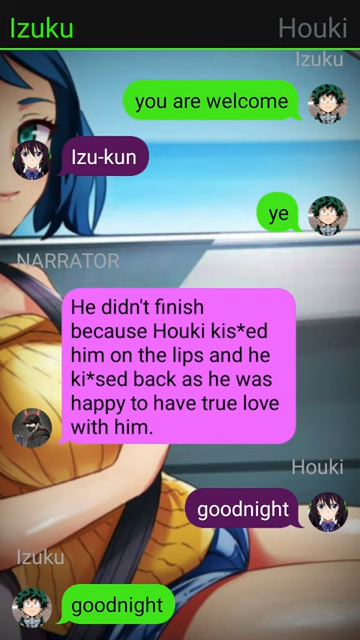 Izuku
Houki
Izuku
you are welcome
Izu-kun
ye
NARRATOR
He didn't finish
because Houki kis*ed
him on the lips and he
ki*sed back as he was
happy to have true love
with him.
Houki
goodnight
Izuku
goodnight